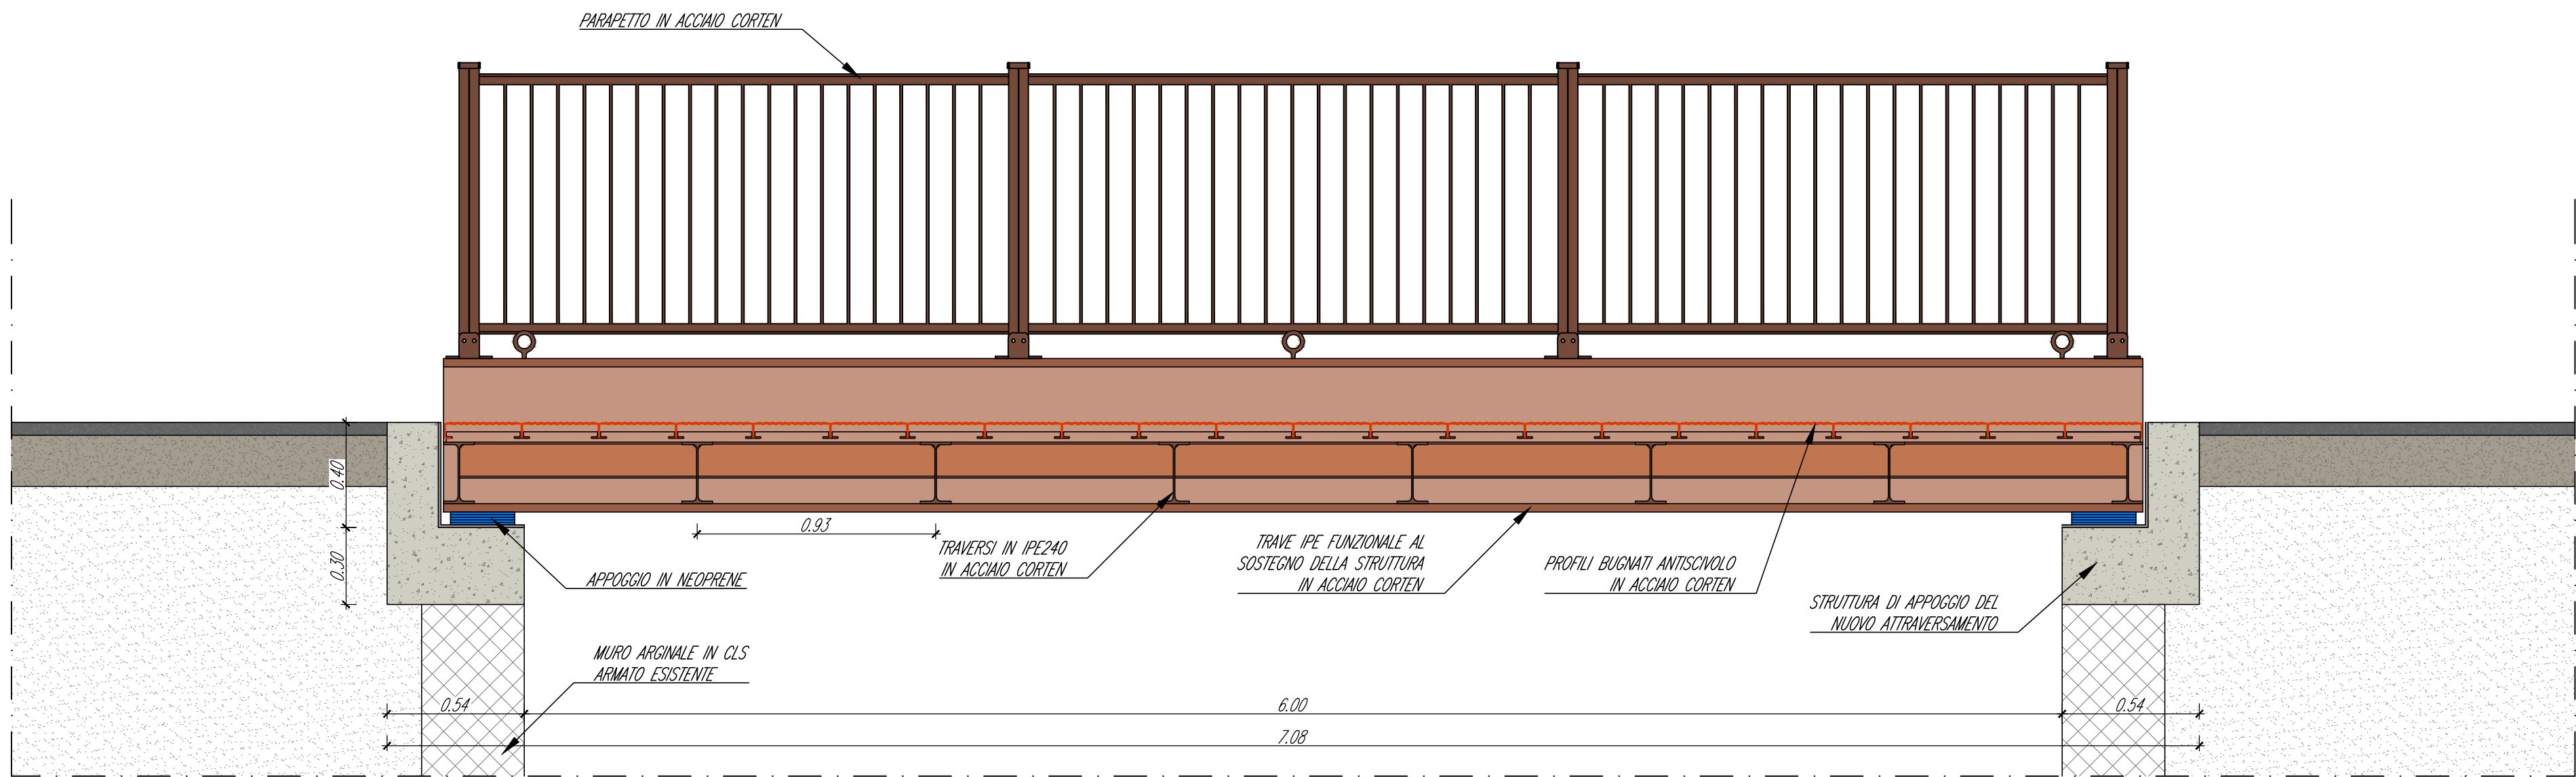 PARAPETTO IN ACCIAIO CORTEN
0.40
0.30
0.93
APPOGGIO IN NEOPRENE
TRAVERSI IN IPE240
IN ACCIAIO CORTEN
TRAVE IPE FUNZIONALE AL
SOSTEGNO DELLA STRUTTURA
IN ACCIAIO CORTEN
PROFILI BUGNATI ANTISCIVOLO
IN ACCIAIO CORTEN
STRUTTURA DI APPOGGIO DEL
NUOVO ATTRAVERSAMENTO
MURO ARGINALE IN CLS
ARMATO ESISTENTE
0.54
6.00
0.54
7.08